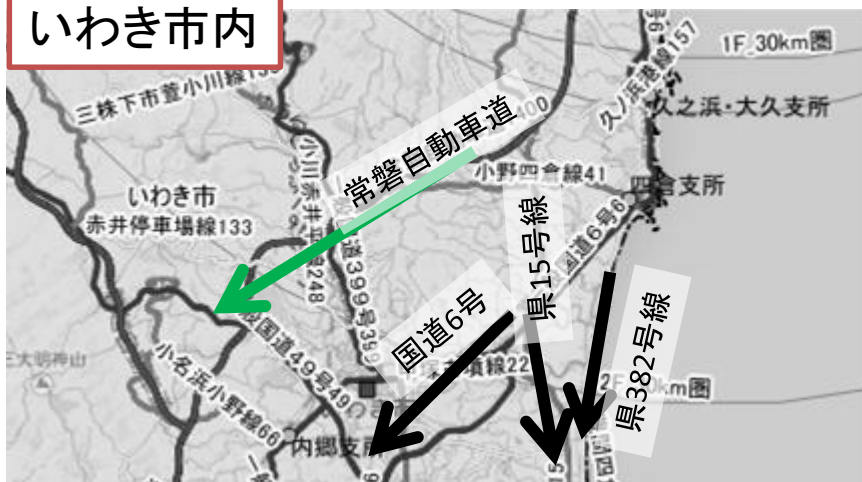 いわき市内
1F_30km圏
三株下市萱小川線
久ノ浜港線157
久之浜・大久支所
400
常磐自動車道
小野四倉線41
四倉支所
いわき市
赤井停車場線133
小川赤井平線248
国道399号399
県15号線
国道6号6
国道6号
国道49号49
県382号線
三大明神山
小名浜小野線66
内郷支所